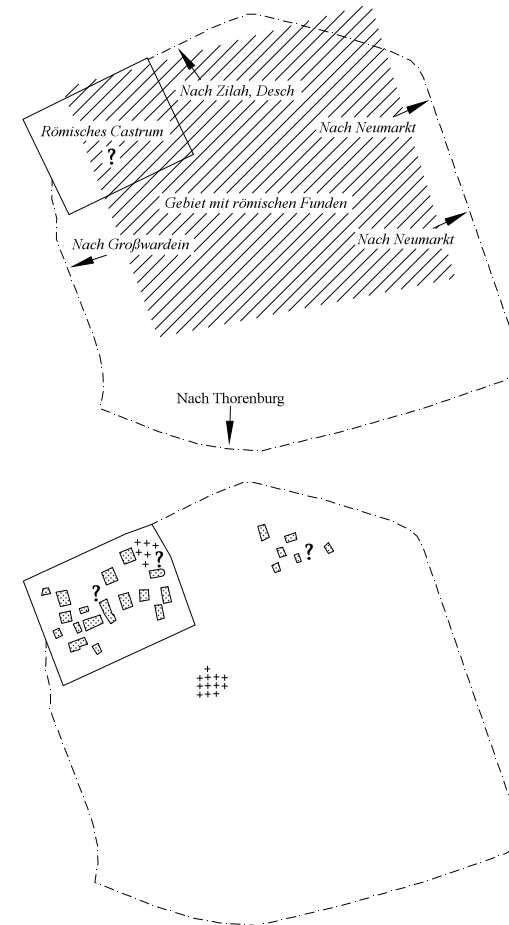 Nach Zilah, Desch
Nach Neumarkt
Römisches Castrum
?
Gebiet mit römischen Funden
Nach Neumarkt
Nach Großwardein
Nach Thorenburg
?
?
?